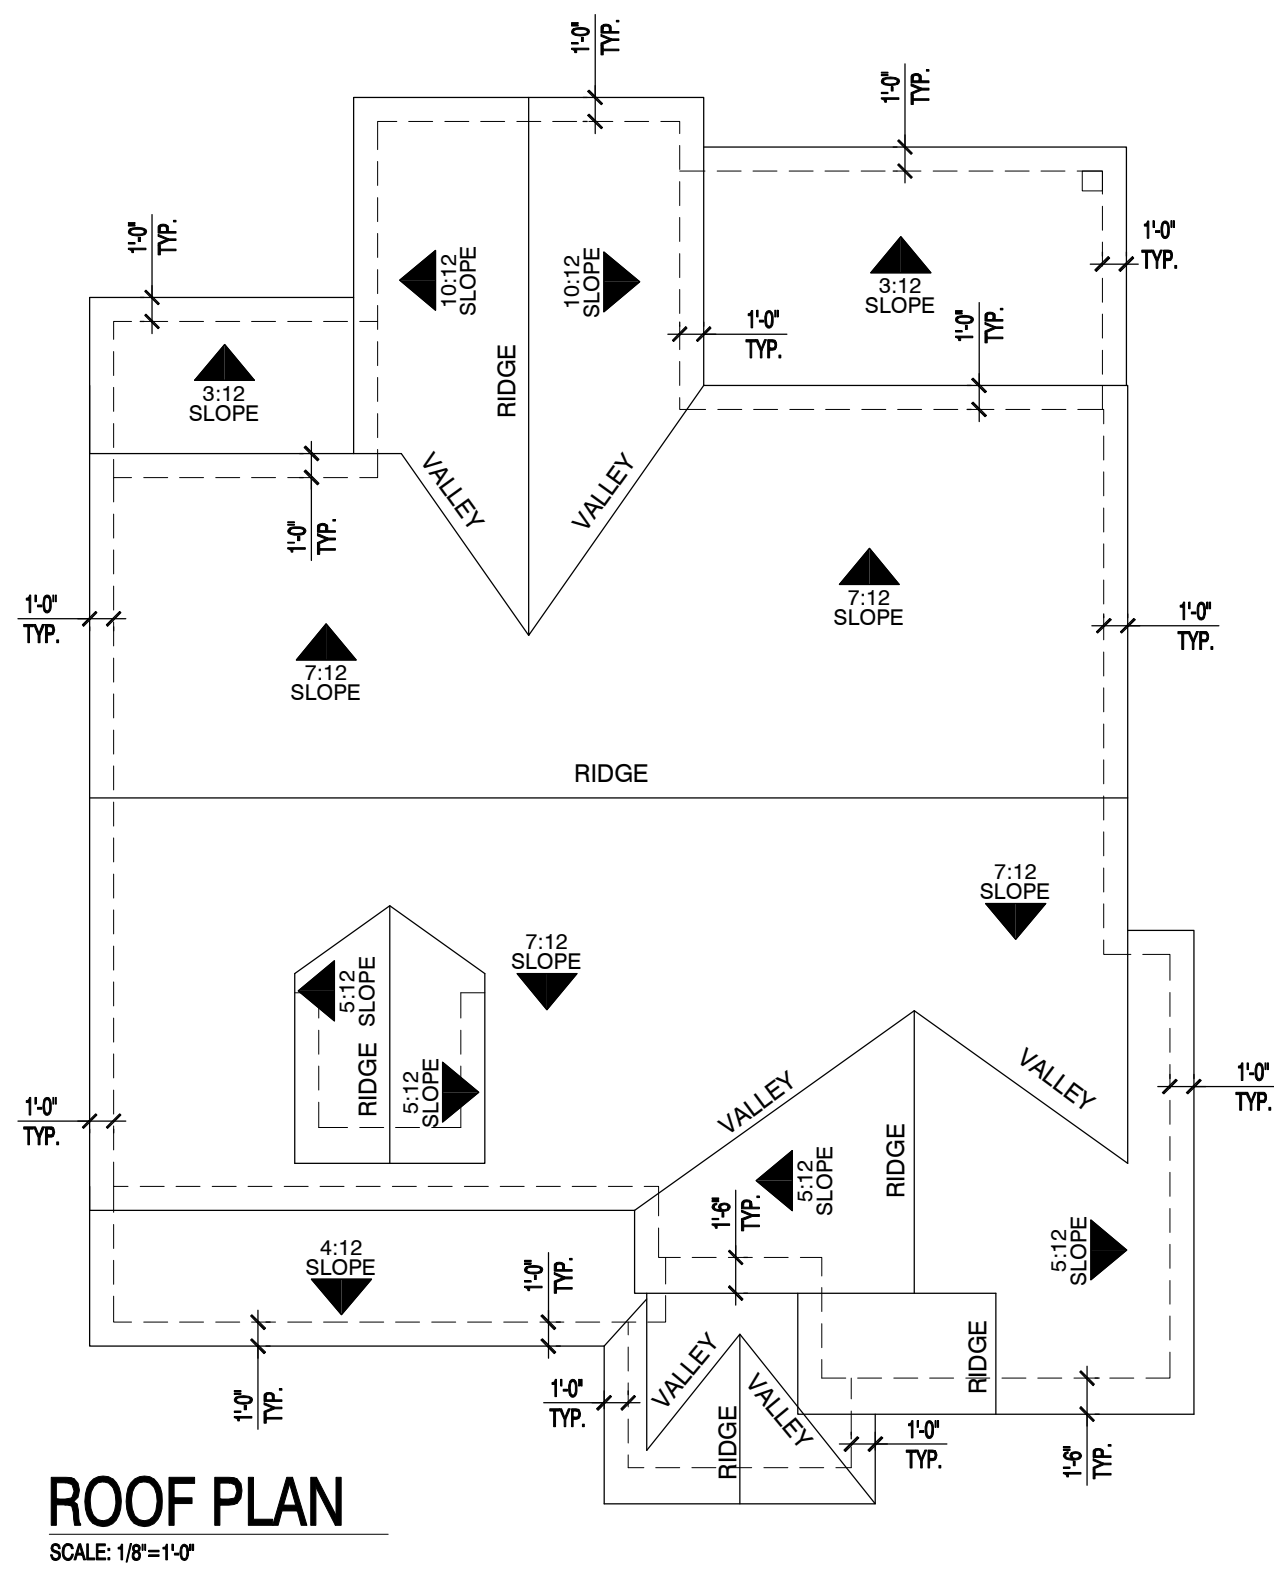 1'-0"
TYP.
1'-0"
TYP.
1'-0"
TYP.
1'-0"
TYP.
10:12
SLOPE
10:12
SLOPE
3:12
SLOPE
1'-0"
TYP.
1'-0"
TYP.
RIDGE
3:12
SLOPE
VALLEY
VALLEY
1'-0"
TYP.
7:12
SLOPE
1'-0"
TYP.
1'-0"
TYP.
7:12
SLOPE
RIDGE
7:12
SLOPE
7:12
SLOPE
5:12
SLOPE
RIDGE
5:12
SLOPE
VALLEY
VALLEY
1'-0"
TYP.
1'-0"
TYP.
RIDGE
5:12
SLOPE
1'-6"
TYP.
5:12
SLOPE
4:12
SLOPE
1'-0"
TYP.
VALLEY
RIDGE
1'-0"
TYP.
1'-0"
TYP.
VALLEY
RIDGE
1'-0"
TYP.
1'-6"
TYP.
ROOF PLAN
SCALE: 1/8"=1'-0"